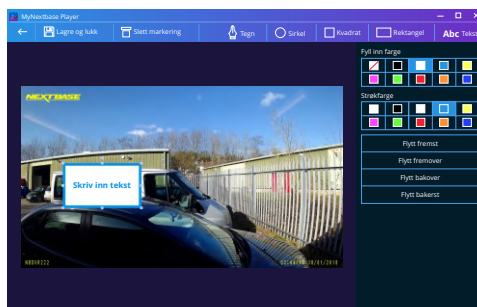 MyNextbase Player
Lagre og lukk
Slett markering
Tegn
Sirkel
Kvadrat
Rektangel
Abc Tekst
Fyll inn farge
Strøkfarge
Flytt fremst
Flytt fremover
Flytt bakover
Flytt bakerst
NEXTBASE
Skriv inn tekst